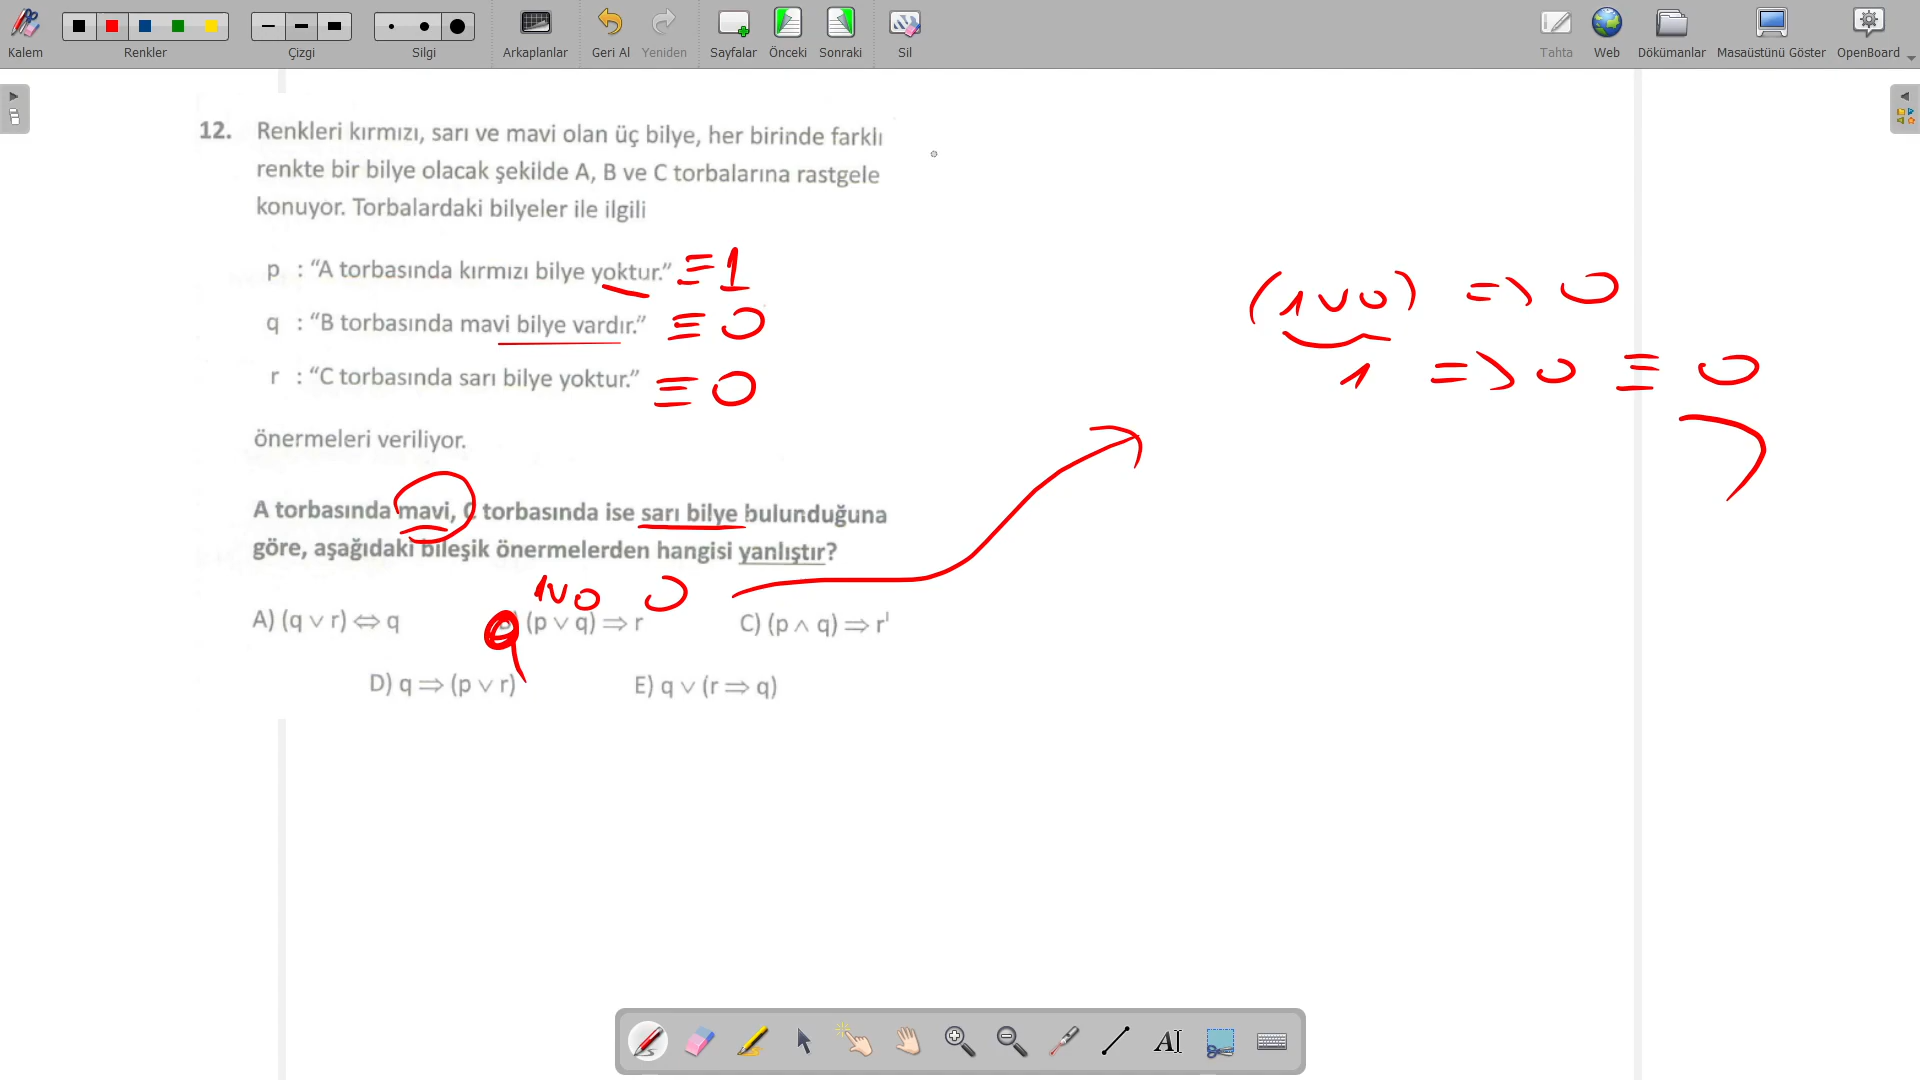 Kalem Renkler Çizgi Silgi Arkaplanlar Geri Al Yeniden Sayfalar Önceki Sonraki Sil Tahta Web Dökümanlar Masaüstünü Göster OpenBoard
12. Renkleri kırmızı, sarı ve mavi olan üç bilye, her birinde farklı
renkte bir bilye olacak şekilde A, B ve C torbalarına rastgele
konuyor. Torbalardaki bilyeler ile ilgili
p : “A torbasında kırmızı bilye yoktur.” ≡ 1
q : “B torbasında mavi bilye vardır.” ≡ 0
r : “C torbasında sarı bilye yoktur.” ≡ 0
önermeleri veriliyor.
A torbasında mavi, C torbasında ise sarı bilye bulunduğuna
göre, aşağıdaki bileşik önermelerden hangisi yanlıştır?
1 ∨ 0 0
A) (q ∨ r) ⇔ q B) (p ∨ q) ⇒ r C) (p ∧ q) ⇒ rı
D) q ⇒ (p ∨ r) E) q ∨ (r ⇒ q)
(1 ∨ 0) => 0
1 => 0 ≡ 0